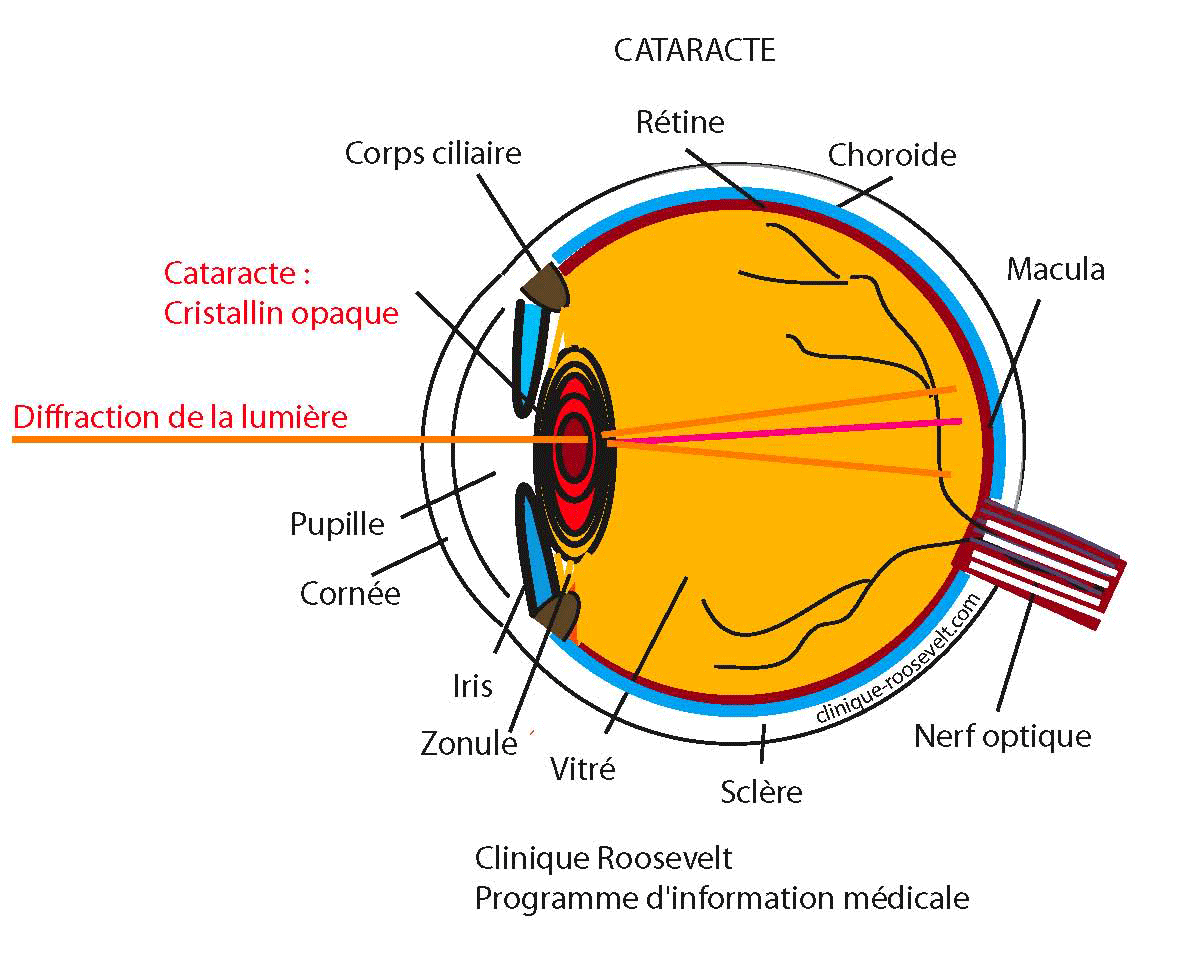 CATARACTE
Rétine
Corps ciliaire
Choroide
Cataracte :
Cristallin opaque
Macula
Diffraction de la lumière
Pupille
Cornée
Iris
Zonule
Vitré
Sclère
Nerf optique
clinique-roosevelt.com
Clinique Roosevelt
Programme d'information médicale